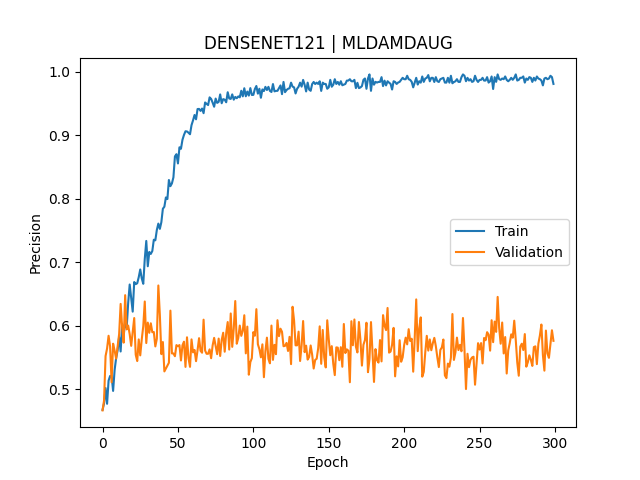 DENSENET121 | MLDAMDAUG
1.0
0.9
0.8
0.7
0.6
0.5
Precision
Train
Validation
0 50 100 150 200 250 300
Epoch